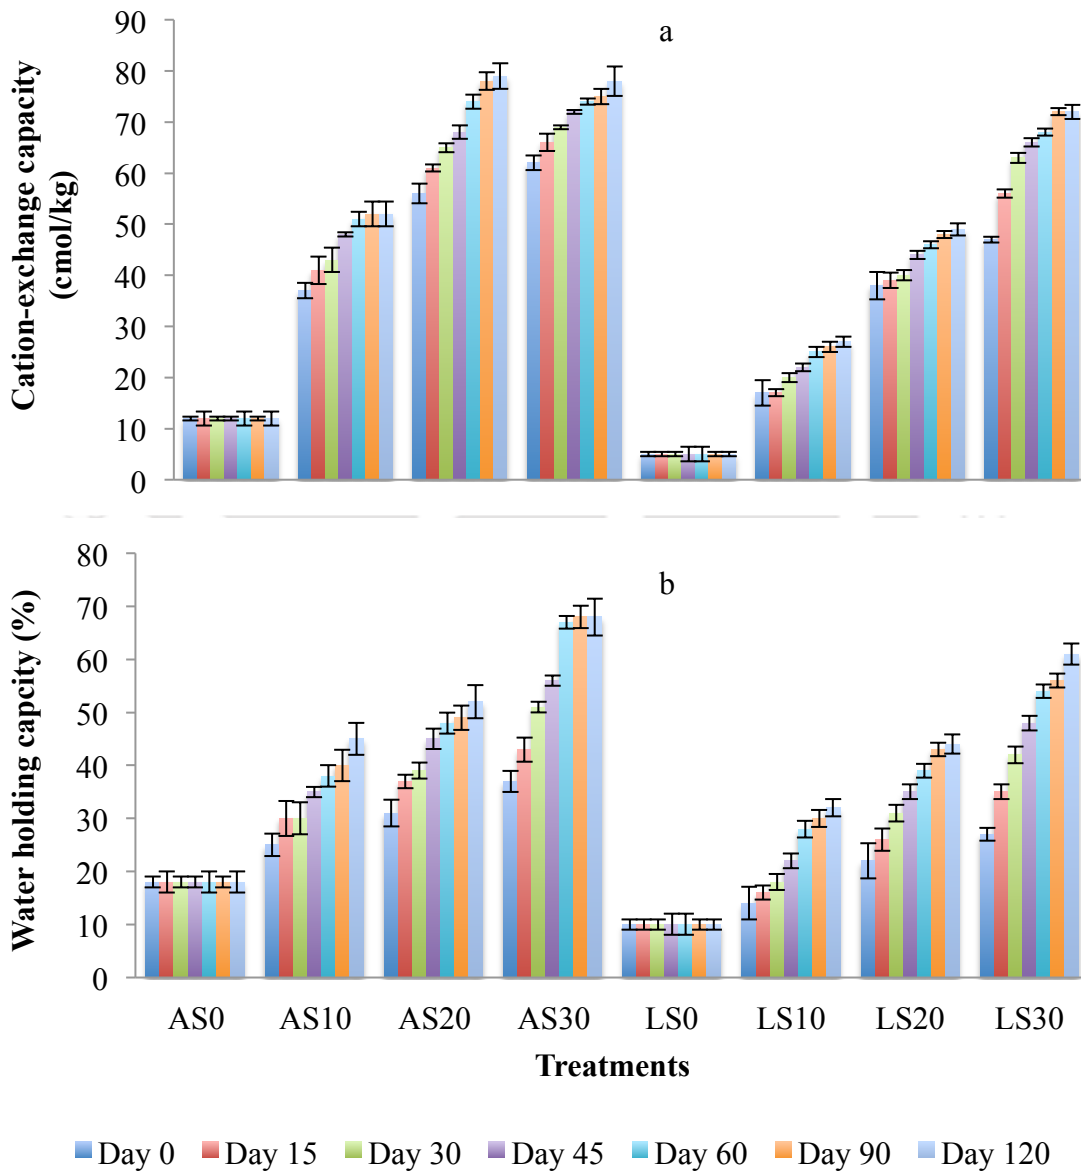 a
Cation-exchange capacity
(cmol/kg)
90
80
70
60
50
40
30
20
10
0
b
Water holding capcity (%)
80
70
60
50
40
30
20
10
0
AS0 AS10 AS20 AS30 LS0 LS10 LS20 LS30
Treatments
Day 0 Day 15 Day 30 Day 45 Day 60 Day 90 Day 120